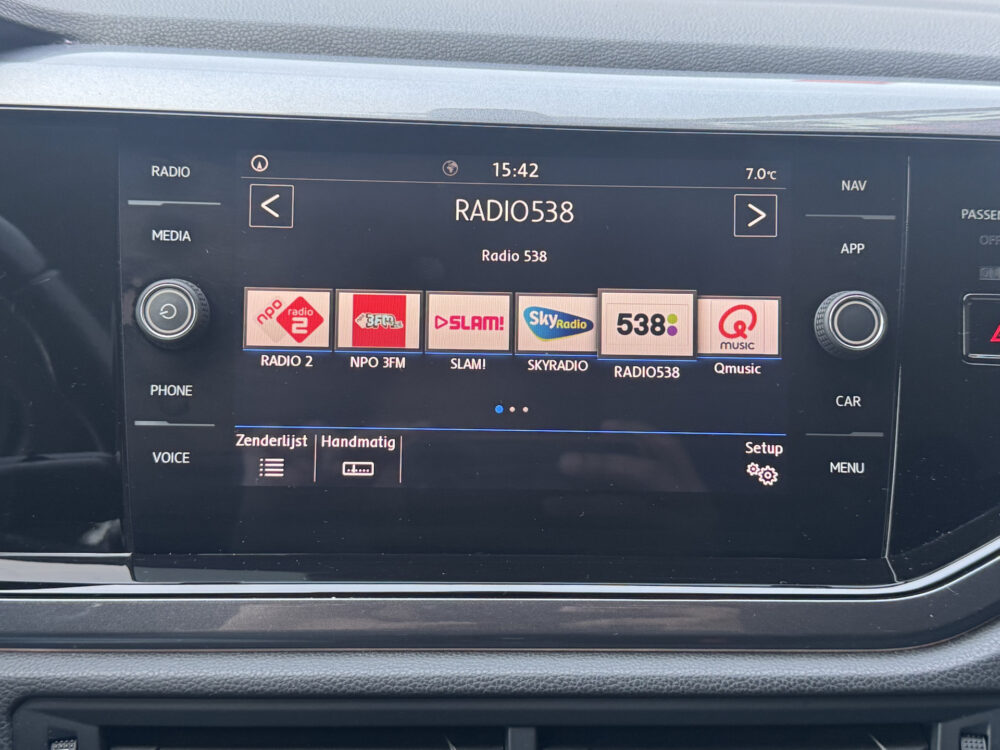 RADIO
MEDIA
PHONE
VOICE
15:42
7.0°C
<
RADIO538
>
Radio 538
npo radio 2
3FM
SLAM!
Sky Radio
538
Q MUSIC
RADIO 2
NPO 3FM
SLAM!
SKYRADIO
RADIO538
Qmusic
Zenderlijst
Handmatig
Setup
NAV
APP
CAR
MENU
PASSEN
OFF